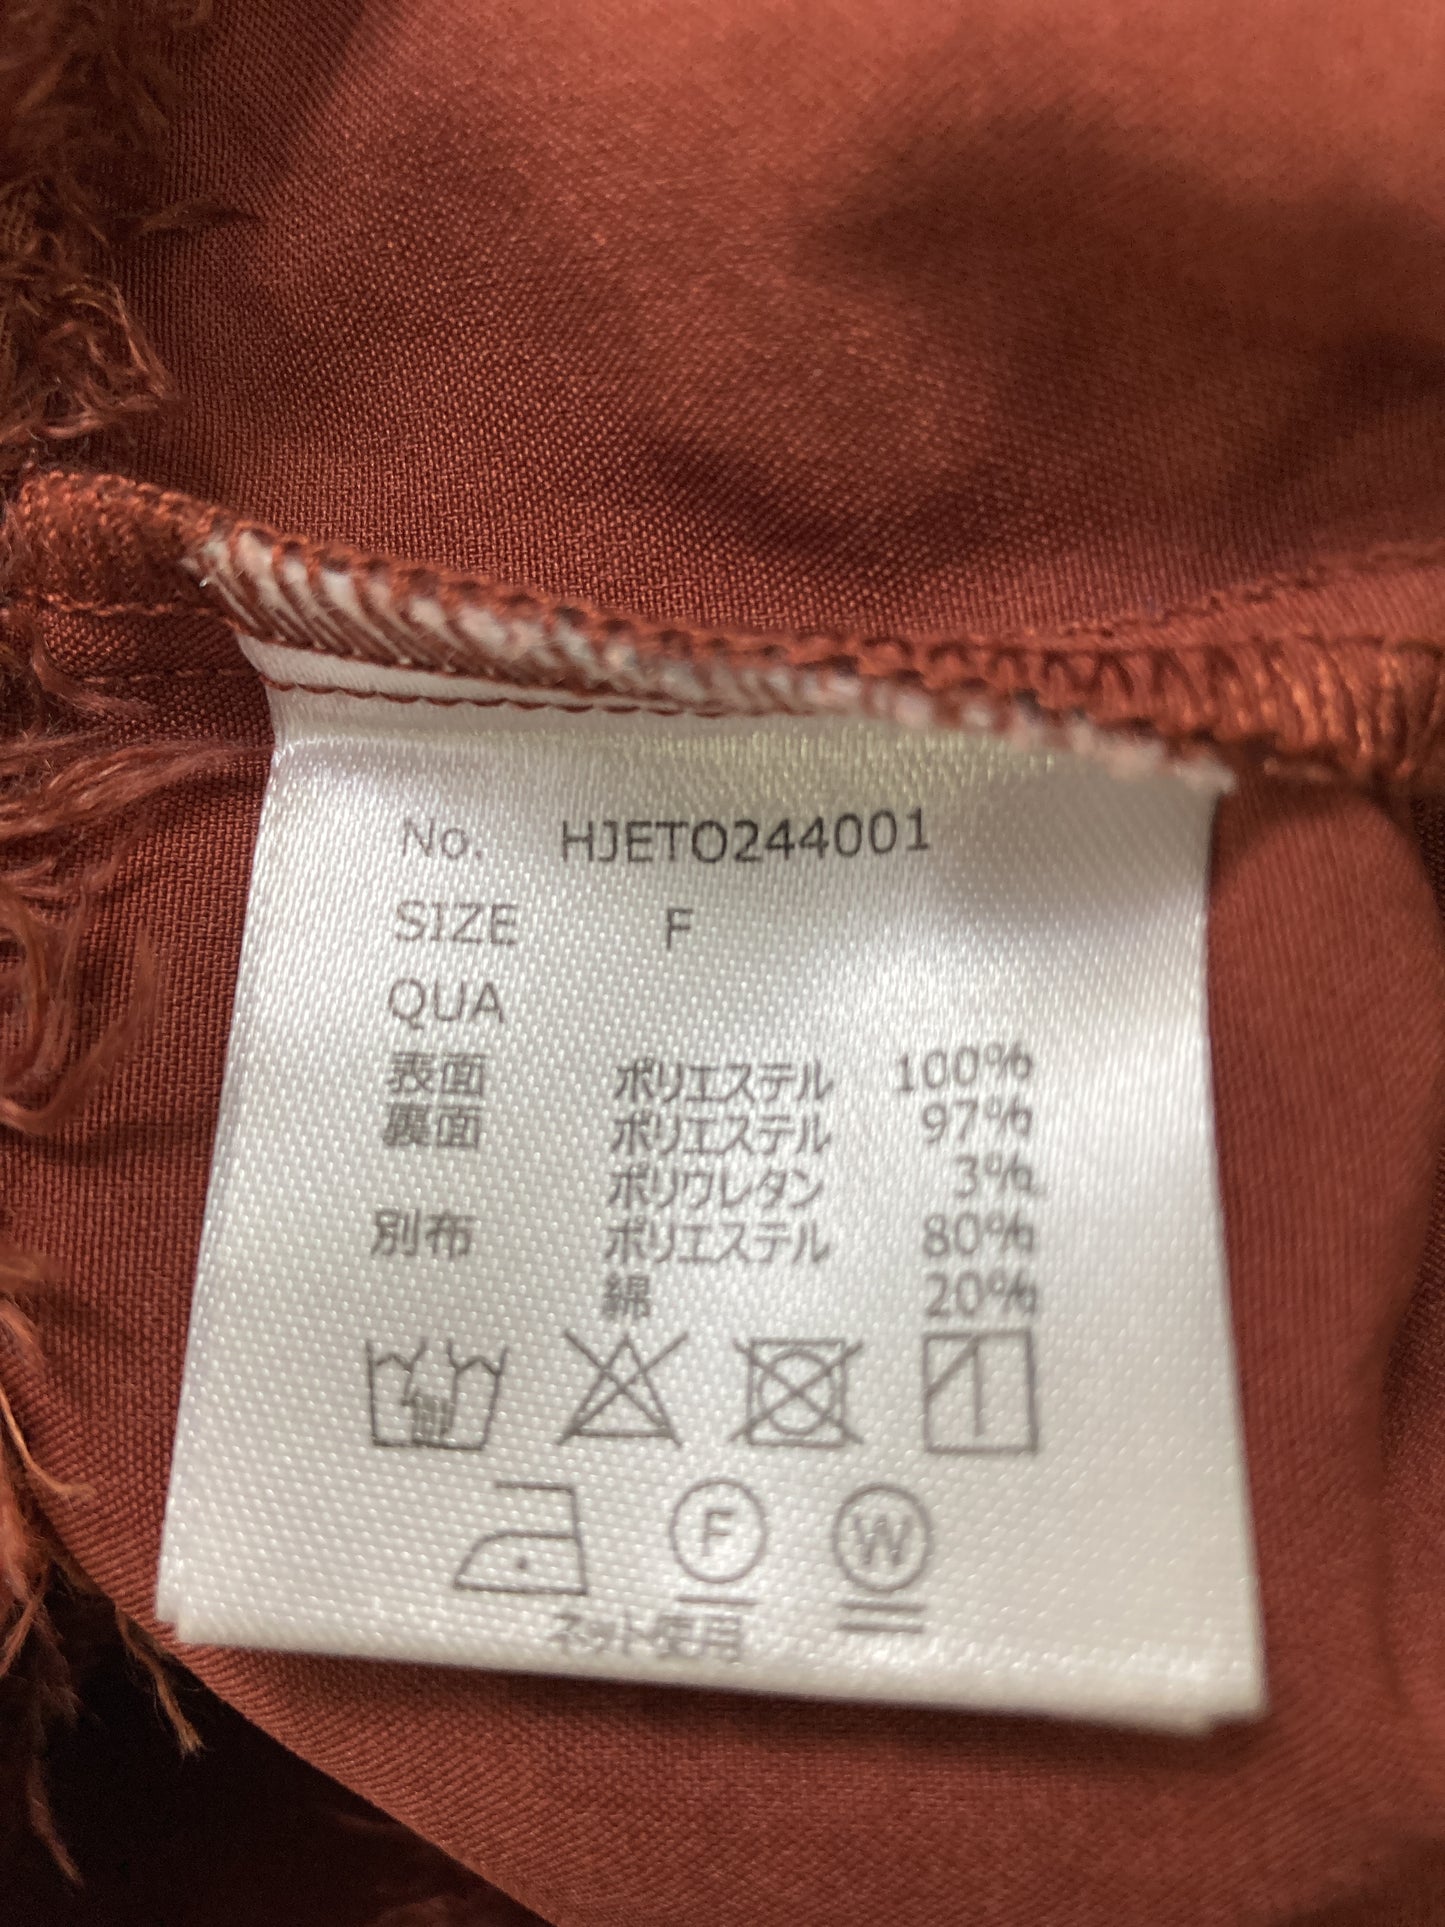 No. HJETO244001
SIZE F
QUA
表面 ポリエステル 100%
裏面 ポリエステル 97%
ポリウレタン 3%
別布 ポリエステル 80%
綿 20%
F W
ネット使用